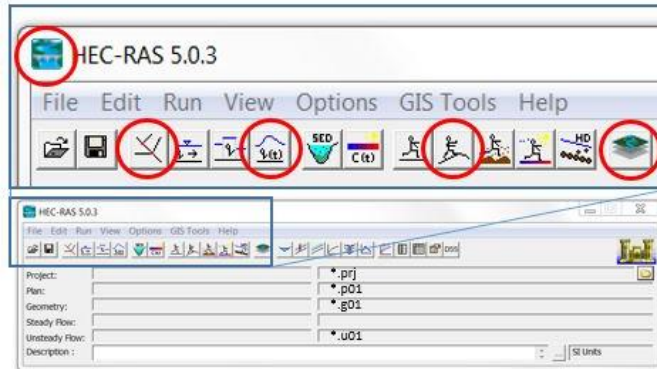 HEC-RAS 5.0.3
File Edit Run View Options GIS Tools Help
SED
C(t)
HD
HEC-RAS 5.0.3
File Edit Run View Options GIS Tools Help
DSS
Project: *.prj
Plan: *.p01
Geometry: *.g01
Steady Flow:
Unsteady Flow: *.u01
Description : ... SI Units